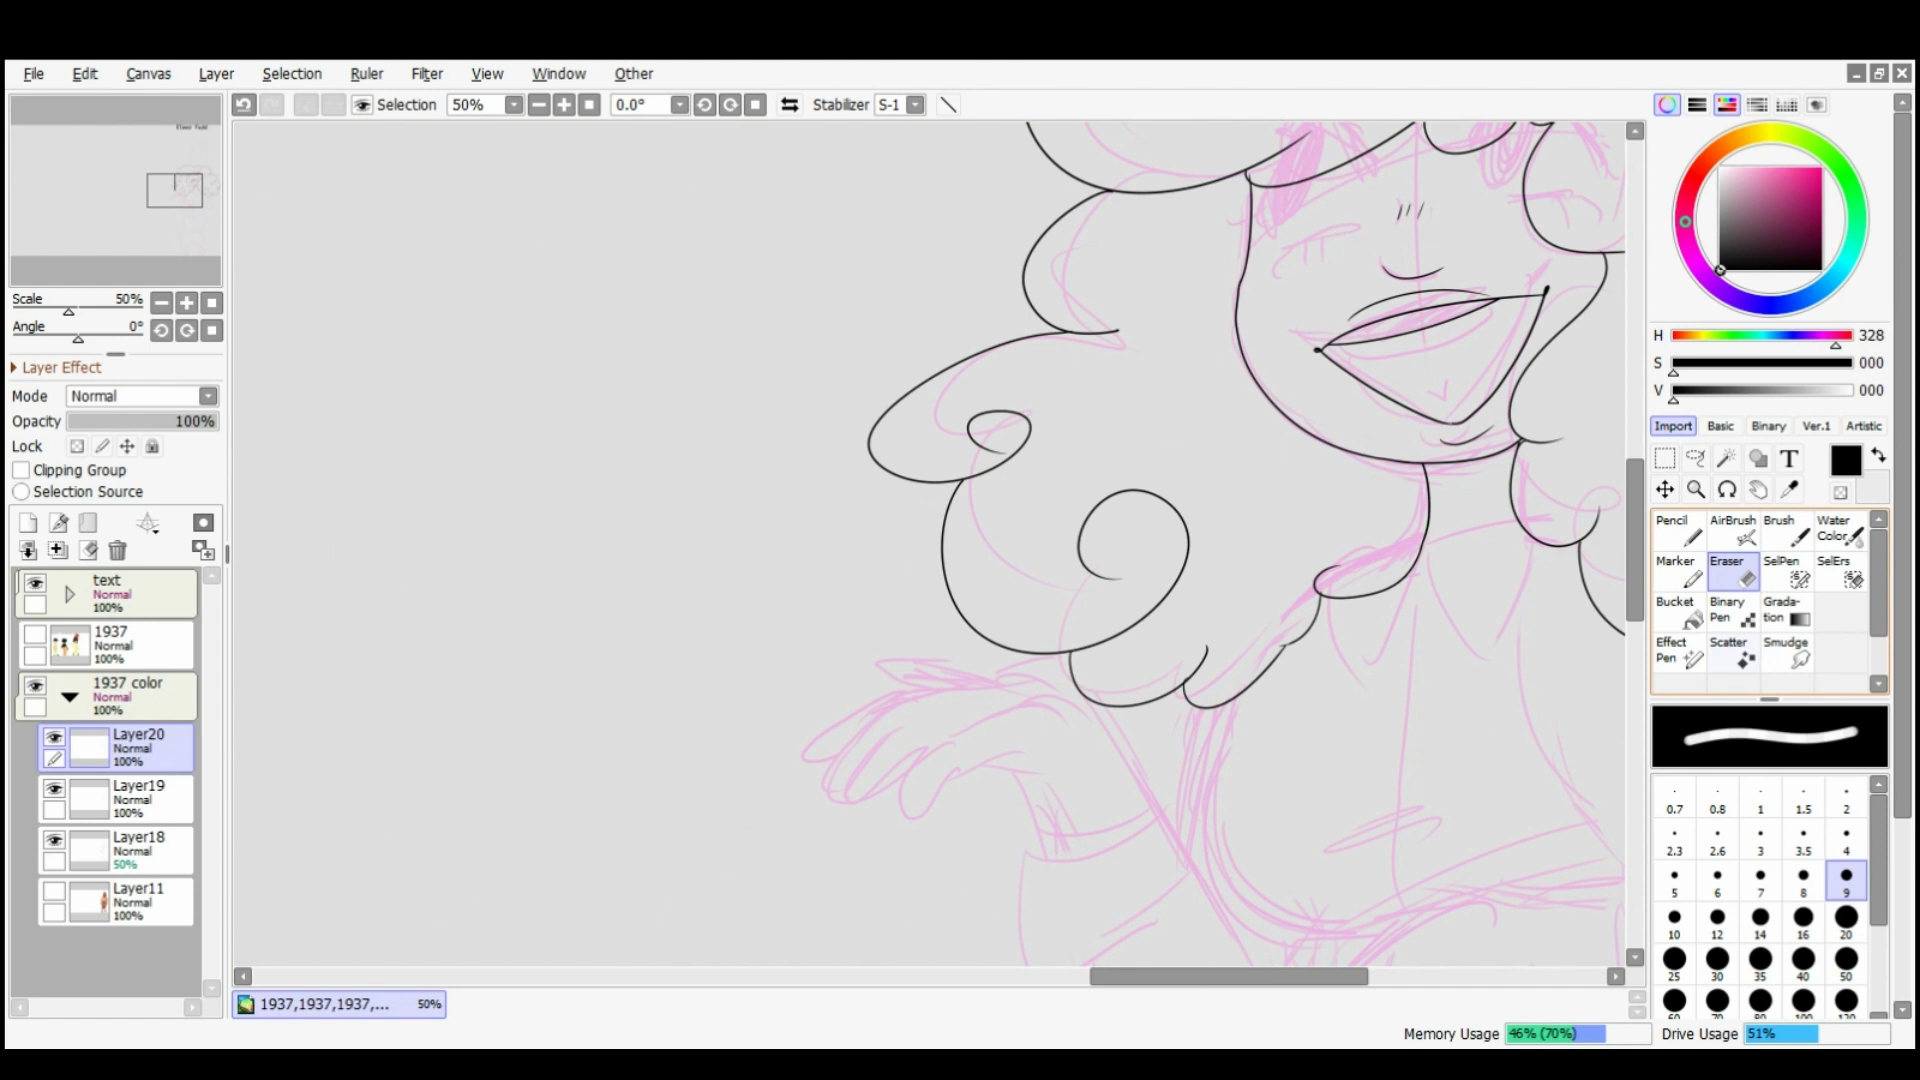 File Edit Canvas Layer Selection Ruler Filter View Window Other
Selection 50% 0.0° Stabilizer S-1
Scale 50%
Angle 0°
Layer Effect
Mode Normal
Opacity 100%
Lock
Clipping Group
Selection Source
text
Normal
100%
1937
Normal
100%
1937 color
Normal
100%
Layer20
Normal
100%
Layer19
Normal
100%
Layer18
Normal
50%
Layer11
Normal
100%
1937,1937,1937,... 50%
H 328
S 000
V 000
Import Basic Binary Ver.1 Artistic
T
Pencil AirBrush Brush Water Color
Marker Eraser SelPen SelErs
Bucket Binary Pen Grada-tion
Effect Pen Scatter Smudge
0.7 0.8 1 1.5 2
2.3 2.6 3 3.5 4
5 6 7 8 9
10 12 14 16 20
25 30 35 40 50
Memory Usage 46% (70%) Drive Usage 51%